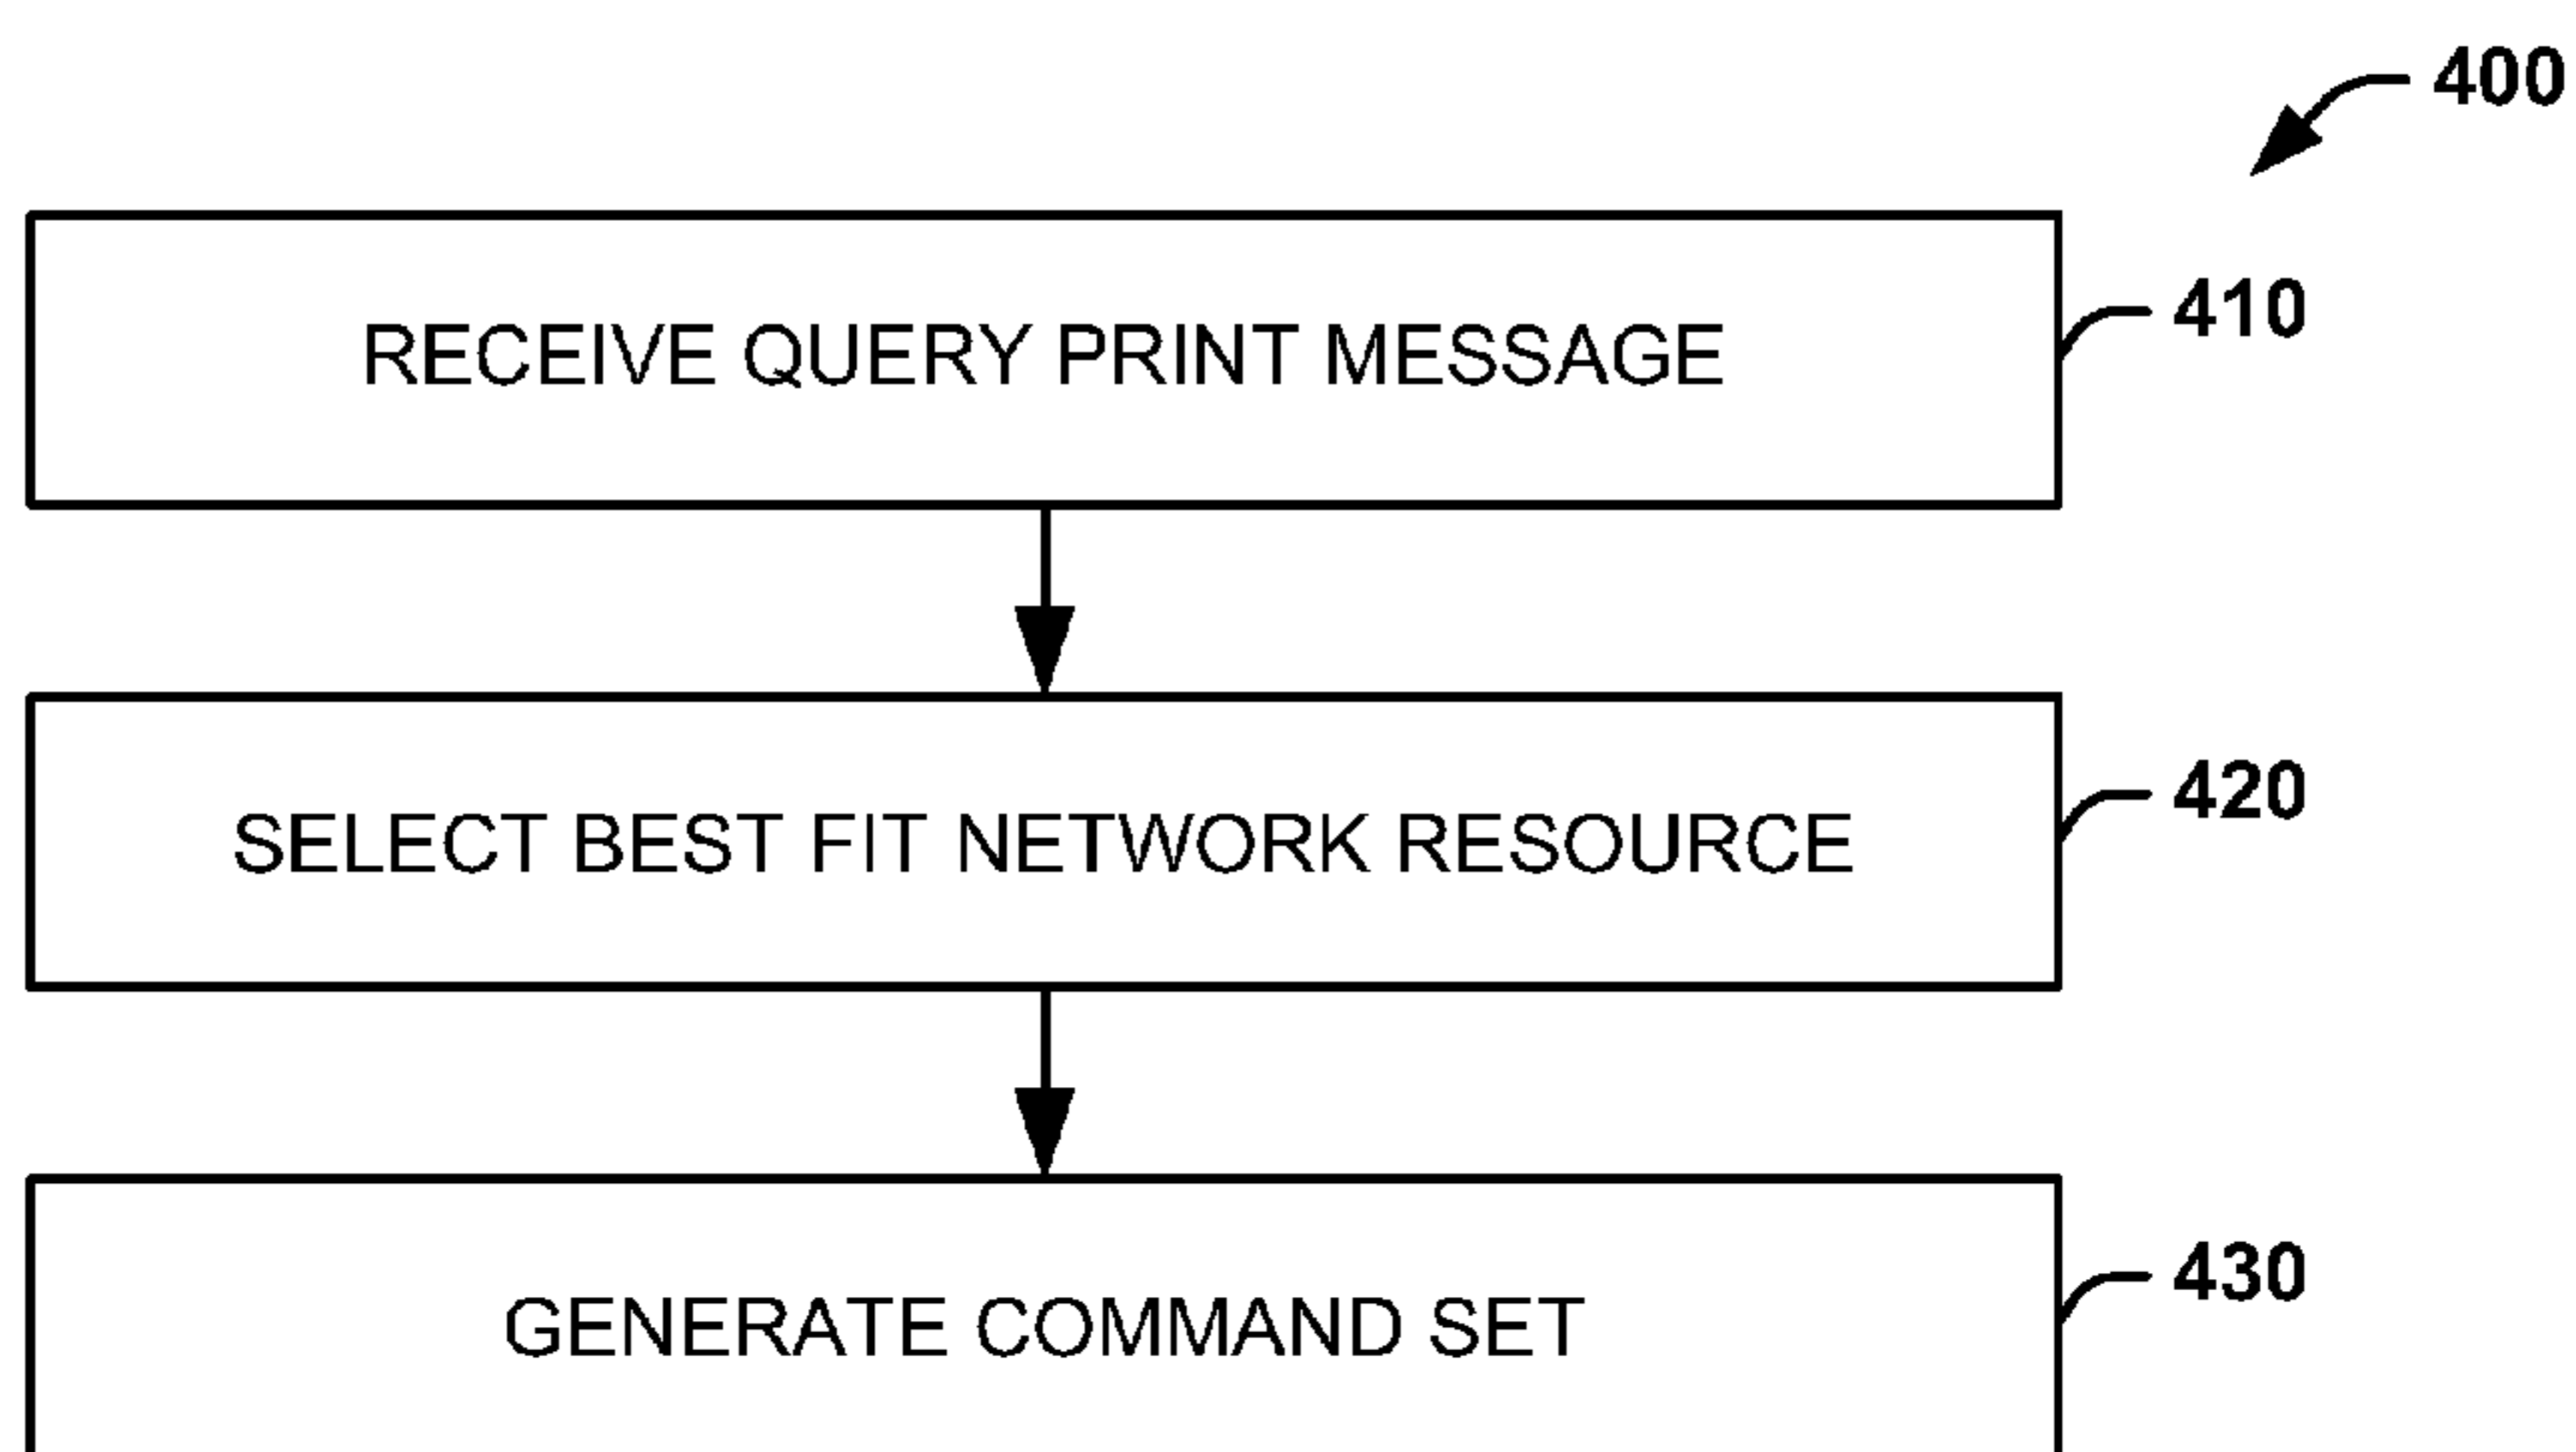 400
RECEIVE QUERY PRINT MESSAGE
410
SELECT BEST FIT NETWORK RESOURCE
420
GENERATE COMMAND SET
430